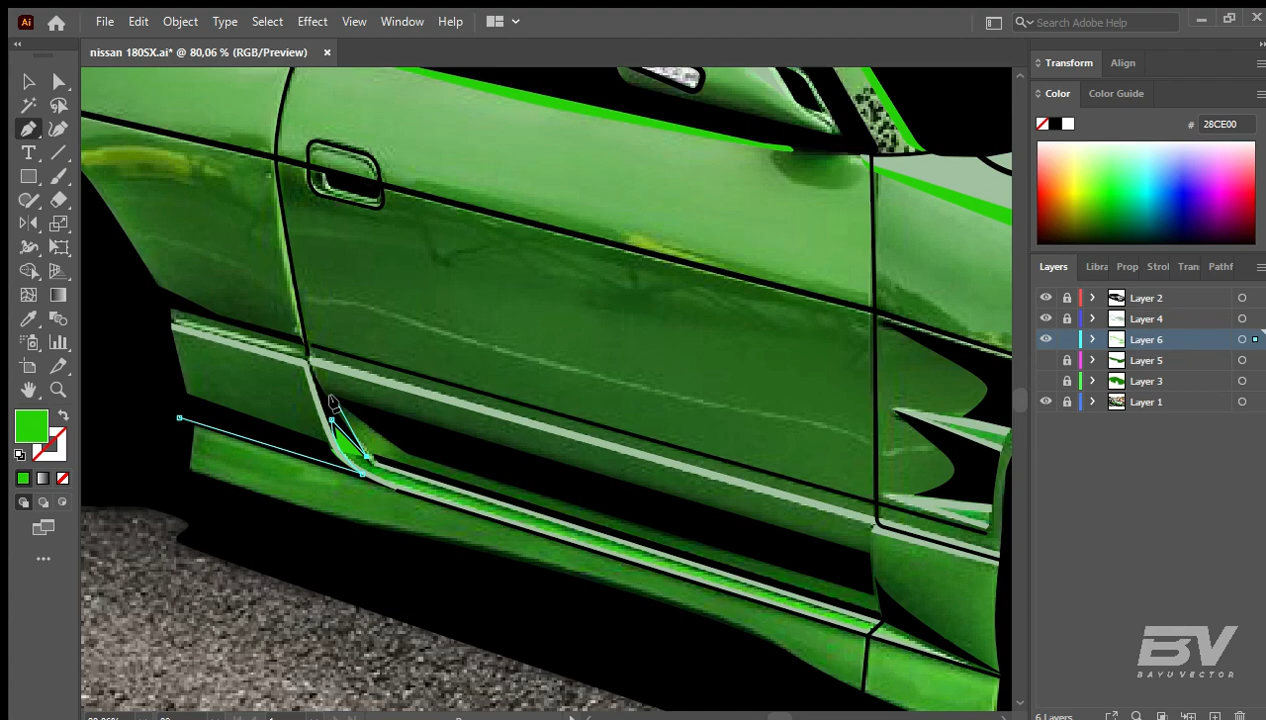 Ai File Edit Object Type Select Effect View Window Help Search Adobe Help
nissan 180SX.ai* @ 80,06 % (RGB/Preview)
Transform Align
Color Color Guide
# 28CE00
Layers Libra Prop Strol Tran Pathf
Layer 2
Layer 4
Layer 6
Layer 5
Layer 3
Layer 1
BV
BAYU VECTOR
6 Layers